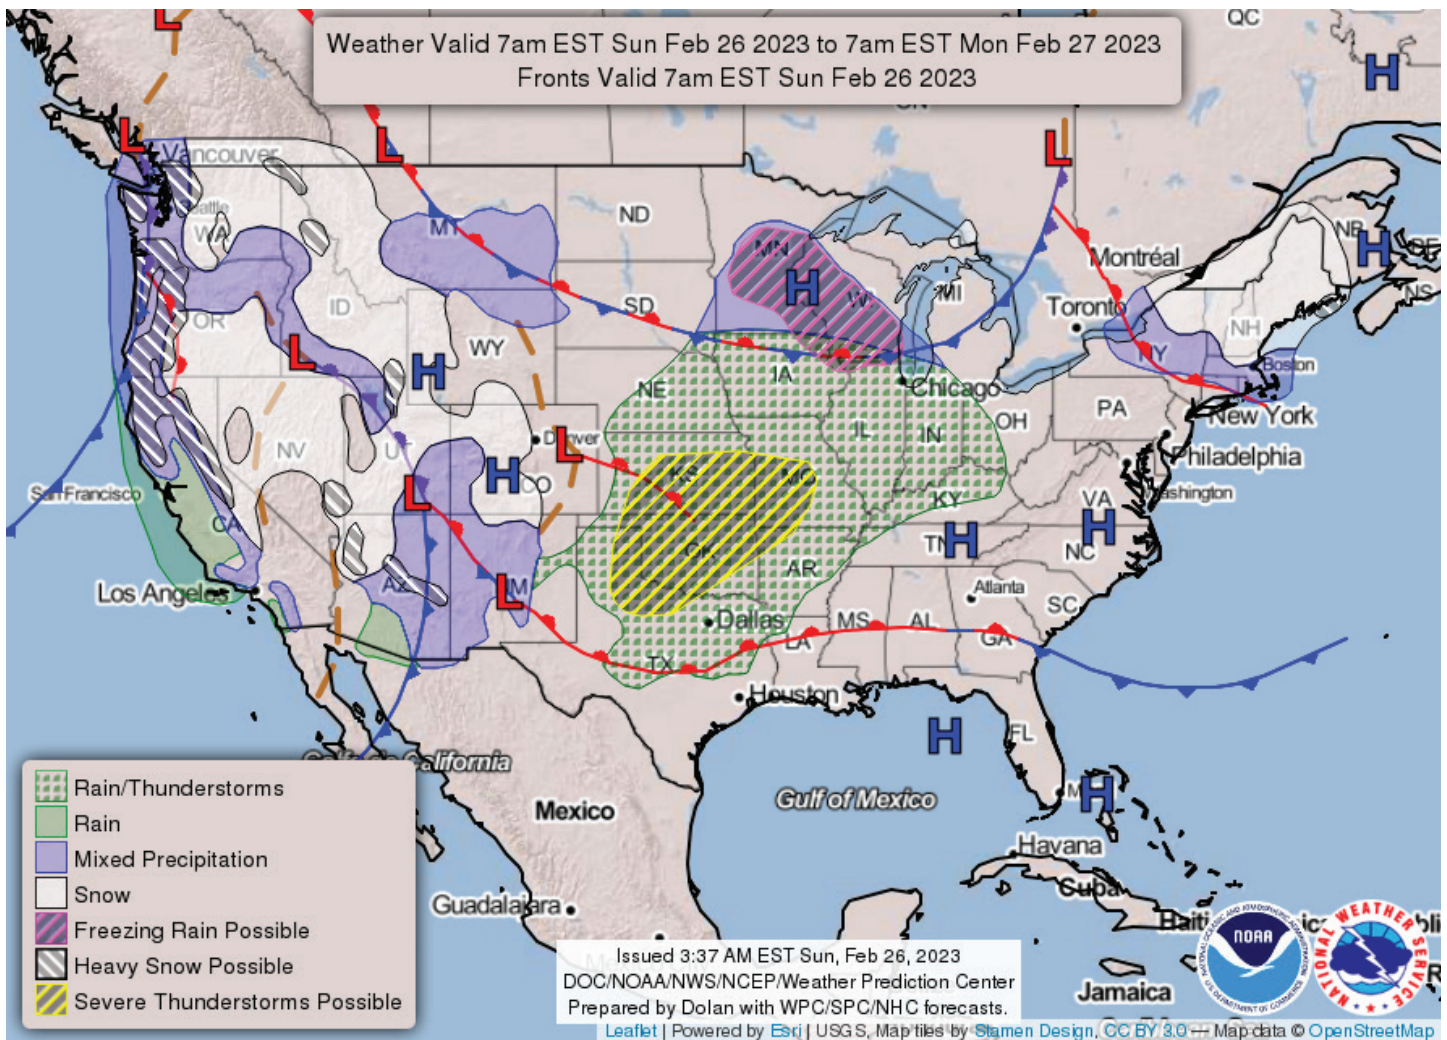 QC
Weather Valid 7am EST Sun Feb 26 2023 to 7am EST Mon Feb 27 2023
Fronts Valid 7am EST Sun Feb 26 2023
H
L
L
L
L
Vancouver
Seattle
WA
MT
ND
MN
H
WI
MI
Montréal
Toronto
NB
H
NS
OR
ID
SD
NH
NY
Boston
L
H
WY
NE
IA
Chicago
New York
PA
OH
Philadelphia
NV
UT
Denver
L
H
CO
KS
MO
IL
IN
KY
VA
H
Washington
San Francisco
CA
L
OK
TN
H
NC
Los Angeles
AZ
NM
L
AR
Atlanta
SC
Dallas
MS
AL
GA
LA
TX
Houston
H
FL
H
Mexico
Gulf of Mexico
Havana
Cuba
Guadalajara
Jamaica
Rain/Thunderstorms
Rain
Mixed Precipitation
Snow
Freezing Rain Possible
Heavy Snow Possible
Severe Thunderstorms Possible
Issued 3:37 AM EST Sun, Feb 26, 2023
DOC/NOAA/NWS/NCEP/Weather Prediction Center
Prepared by Dolan with WPC/SPC/NHC forecasts.
Leaflet | Powered by Esri | USGS, Map tiles by Stamen Design, CC BY 3.0 — Map data © OpenStreetMap
NOAA
NATIONAL WEATHER SERVICE